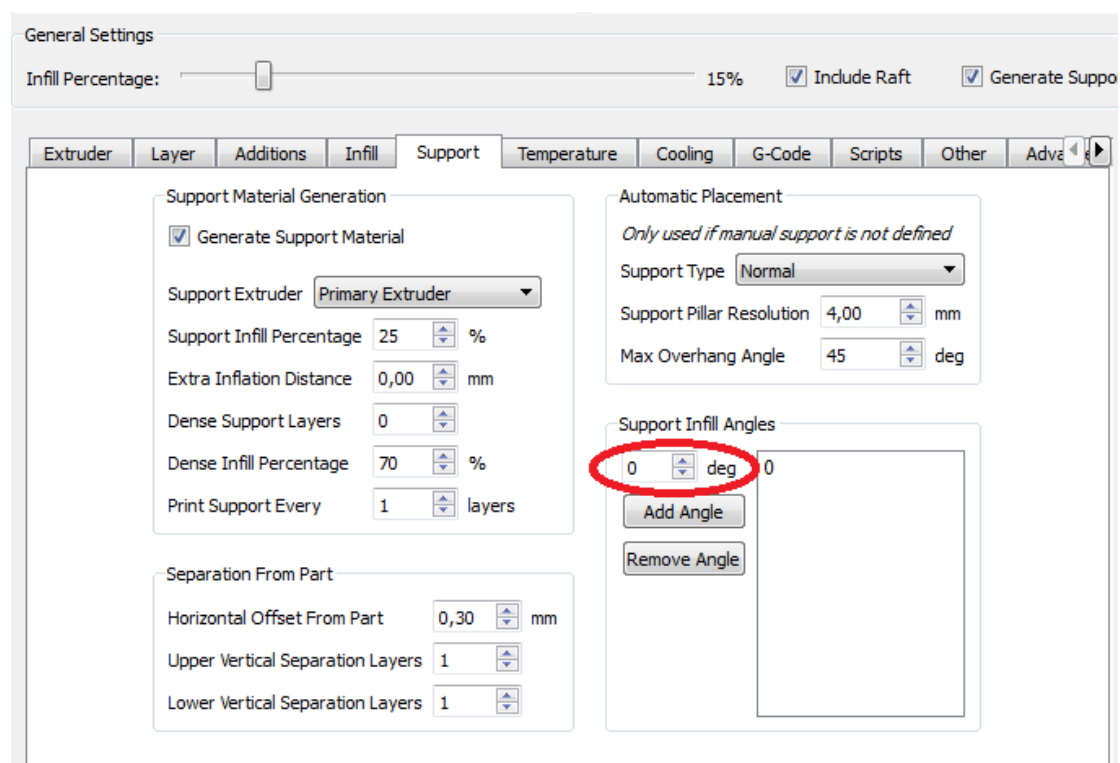 General Settings
Infill Percentage: 15% Include Raft Generate Suppo
Extruder Layer Additions Infill Support Temperature Cooling G-Code Scripts Other
Support Material Generation
Generate Support Material
Support Extruder Primary Extruder
Support Infill Percentage 25 %
Extra Inflation Distance 0,00 mm
Dense Support Layers 0
Dense Infill Percentage 70 %
Print Support Every 1 layers
Separation From Part
Horizontal Offset From Part 0,30 mm
Upper Vertical Separation Layers 1
Lower Vertical Separation Layers 1
Automatic Placement
Only used if manual support is not defined
Support Type Normal
Support Pillar Resolution 4,00 mm
Max Overhang Angle 45 deg
Support Infill Angles
0 deg 0
Add Angle
Remove Angle